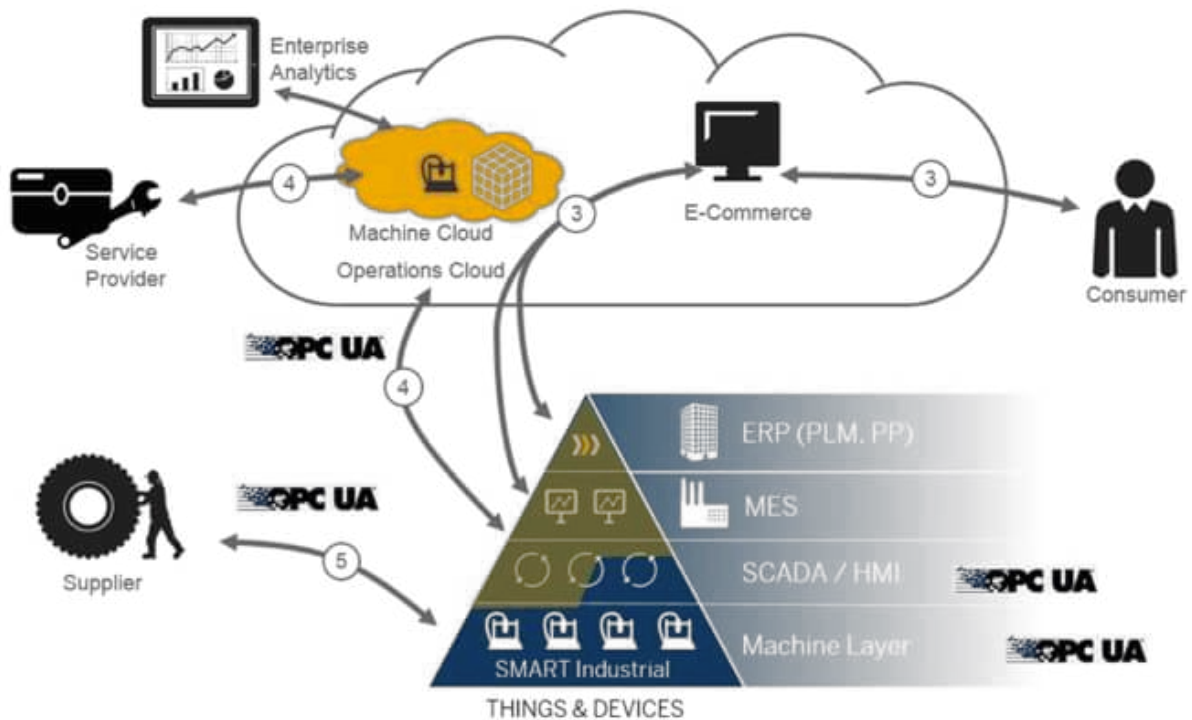 Enterprise
Analytics
4
3
3
Machine Cloud
E-Commerce
Service
Provider
Operations Cloud
Consumer
OPC UA
4
ERP (PLM. PP)
OPC UA
MES
5
Supplier
SCADA / HMI
OPC UA
Machine Layer
OPC UA
SMART Industrial
THINGS & DEVICES